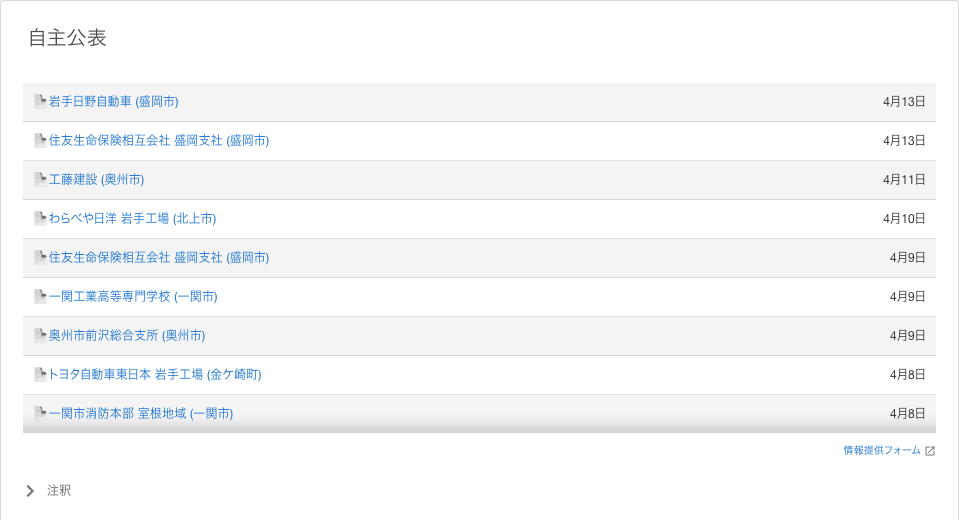 自主公表
岩手日野自動車 (盛岡市) 4月13日
住友生命保険相互会社 盛岡支社 (盛岡市) 4月13日
工藤建設 (奥州市) 4月11日
わらべや日洋 岩手工場 (北上市) 4月10日
住友生命保険相互会社 盛岡支社 (盛岡市) 4月9日
一関工業高等専門学校 (一関市) 4月9日
奥州市前沢総合支所 (奥州市) 4月9日
トヨタ自動車東日本 岩手工場 (金ケ崎町) 4月8日
一関市消防本部 室根地域 (一関市) 4月8日
情報提供フォーム
注釈